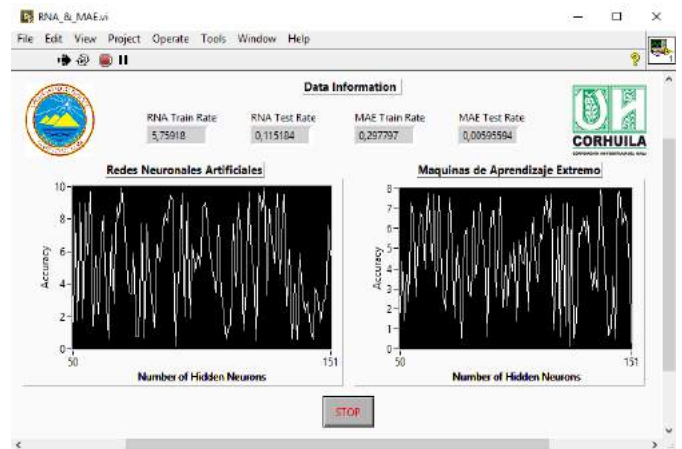 RNA_&_MAE.vi
File Edit View Project Operate Tools Window Help
Data Information
RNA Train Rate RNA Test Rate MAE Train Rate MAE Test Rate
5,75918 0,115184 0,297797 0,00595594
CORHUILA
Redes Neuronales Artificiales
Maquinas de Aprendizaje Extremo
Accuracy
10
8
6
4
2
0
50 151
Number of Hidden Neurons
Accuracy
8
7
6
5
4
3
2
1
0
50 151
Number of Hidden Neurons
STOP